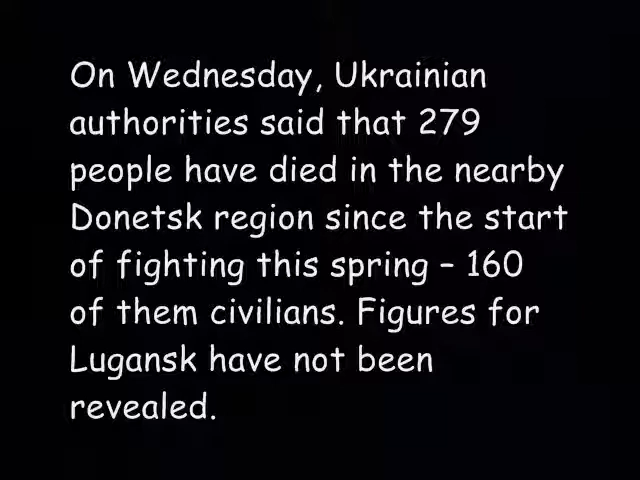 On Wednesday, Ukrainian
authorities said that 279
people have died in the nearby
Donetsk region since the start
of fighting this spring – 160
of them civilians. Figures for
Lugansk have not been
revealed.